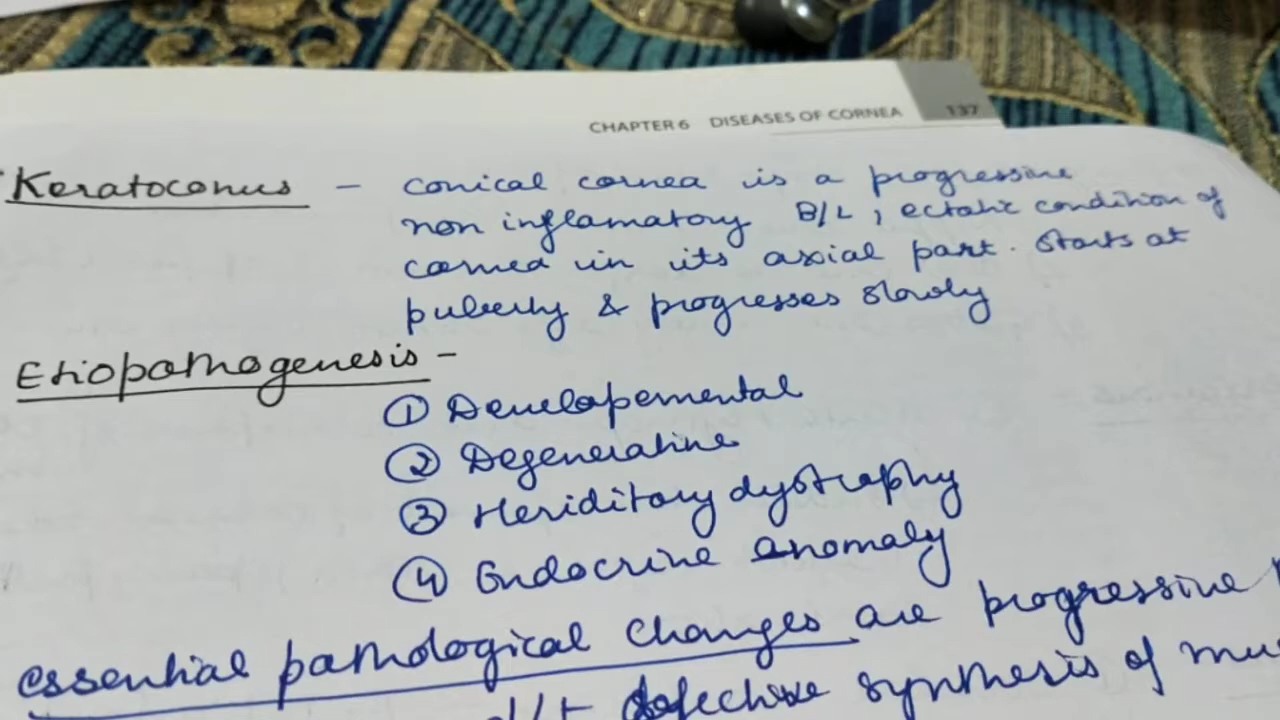 CHAPTER 6 DISEASES OF CORNEA 137
Keratoconus - conical cornea is a progressive
non inflamatory B/L, ectatic condition of
cornea in its axial part. Starts at
puberty & progresses slowly
Etiopathogenesis -
① Developemental
② Degenerative
③ Heriditory dystrophy
④ Endocrine anomaly
essential pathological changes are progressive
d/t defective synthesis of